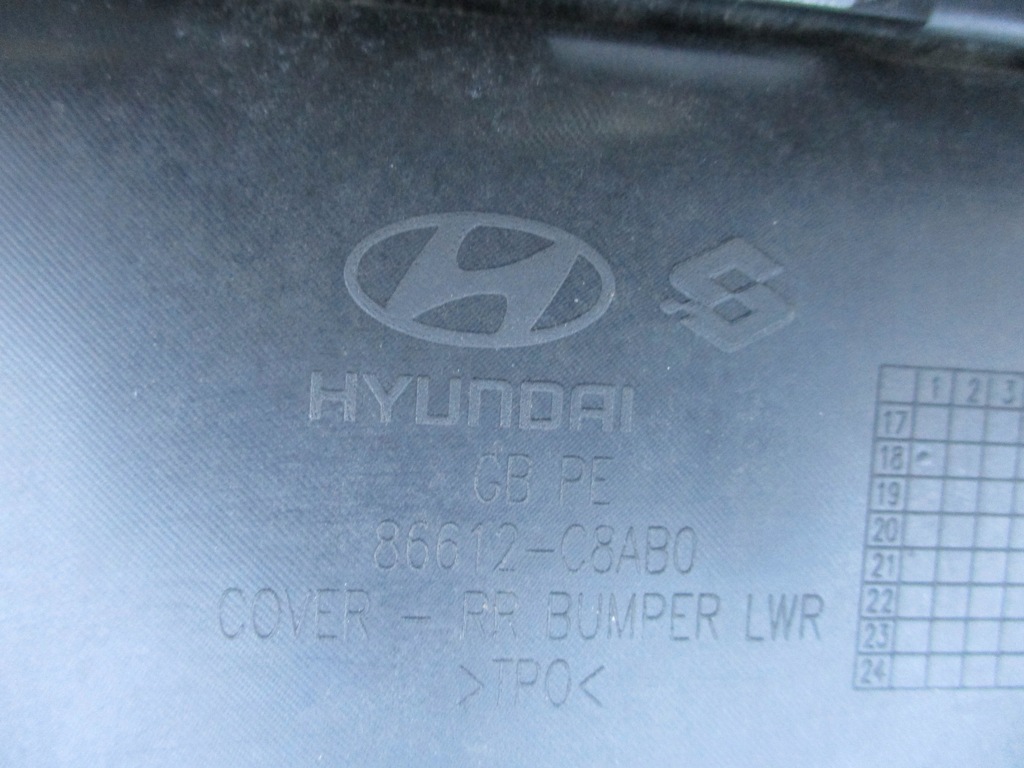 HYUNDAI
GB PE
86612-C8AB0
COVER - RR BUMPER LWR
>TPO<
1 2 3
17
18
19
20
21
22
23
24